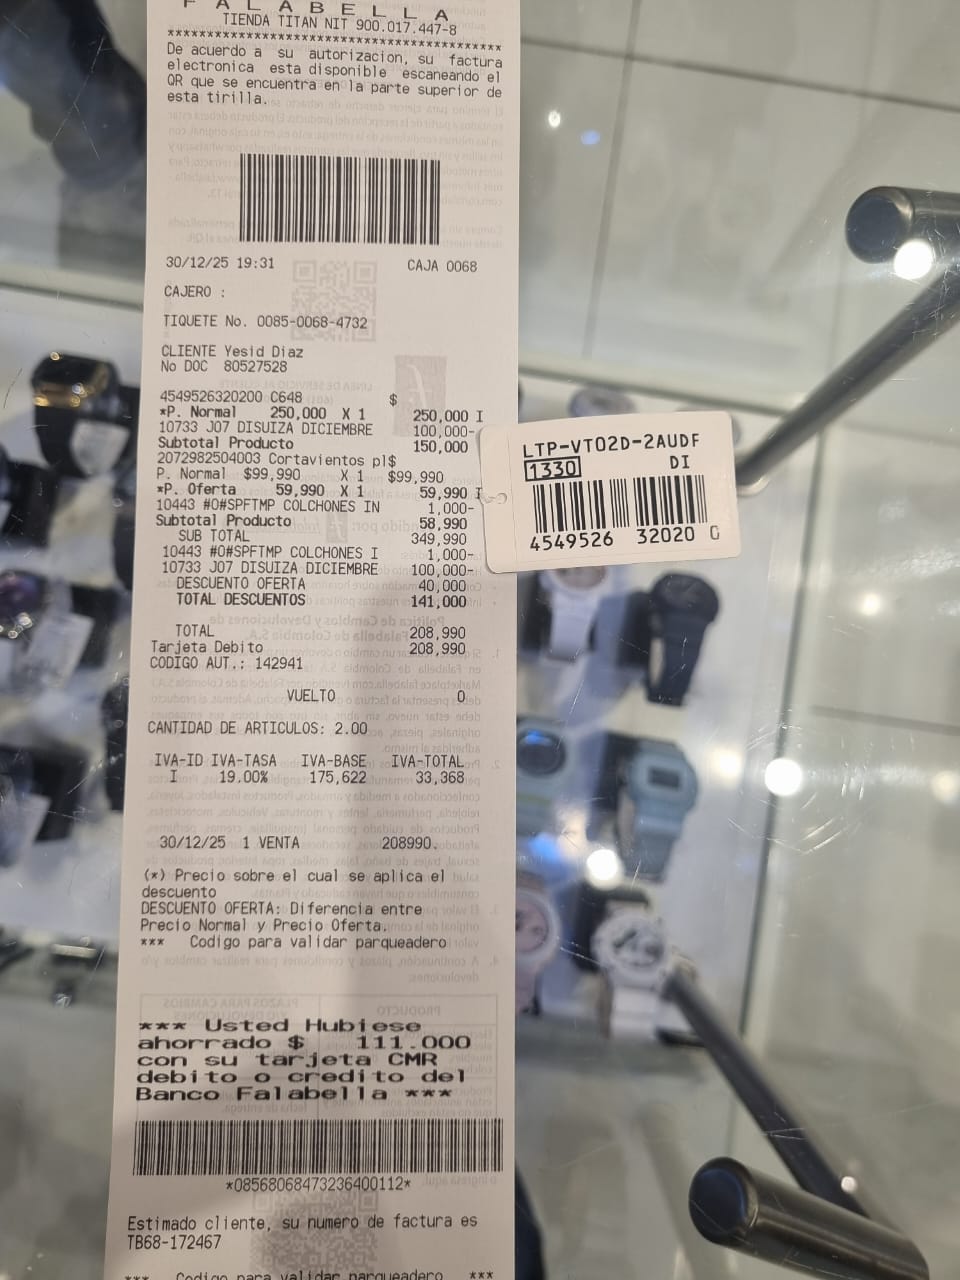 FALABELLA
TIENDA TITAN NIT 900.017.447-8
**************************************************
De acuerdo a su autorizacion, su factura
electronica esta disponible escaneando el
QR que se encuentra en la parte superior de
esta tirilla.
30/12/25 19:31 CAJA 0068
CAJERO :
TIQUETE No. 0085-0068-4732
CLIENTE Yesid Diaz
No DOC 80527528
4549526320200 C648 $
*P. Normal 250,000 X 1 250,000 I
10733 J07 DISUIZA DICIEMBRE 100,000-
Subtotal Producto 150,000
2072982504003 Cortavientos pl$
P. Normal $99,990 X 1 $99,990
*P. Oferta 59,990 X 1 59,990 I
10443 #O#SPFTMP COLCHONES IN 1,000-
Subtotal Producto 58,990
SUB TOTAL 349,990
10443 #O#SPFTMP COLCHONES I 1,000-
10733 J07 DISUIZA DICIEMBRE 100,000-
DESCUENTO OFERTA 40,000
TOTAL DESCUENTOS 141,000
TOTAL 208,990
Tarjeta Debito 208,990
CODIGO AUT.: 142941
VUELTO 0
CANTIDAD DE ARTICULOS: 2.00
IVA-ID IVA-TASA IVA-BASE IVA-TOTAL
I 19.00% 175,622 33,368
30/12/25 1 VENTA 208990.
(*) Precio sobre el cual se aplica el
descuento
DESCUENTO OFERTA: Diferencia entre
Precio Normal y Precio Oferta.
*** Codigo para validar parqueadero
*** Usted Hubiese
ahorrado $ 111.000
con su tarjeta CMR
debito o credito del
Banco Falabella ***
*08568068473236400112*
Estimado cliente, su numero de factura es
TB68-172467
*** Codigo para validar parqueadero ***
LTP-VT02D-2AUDF
1330 DI
4549526 32020 0